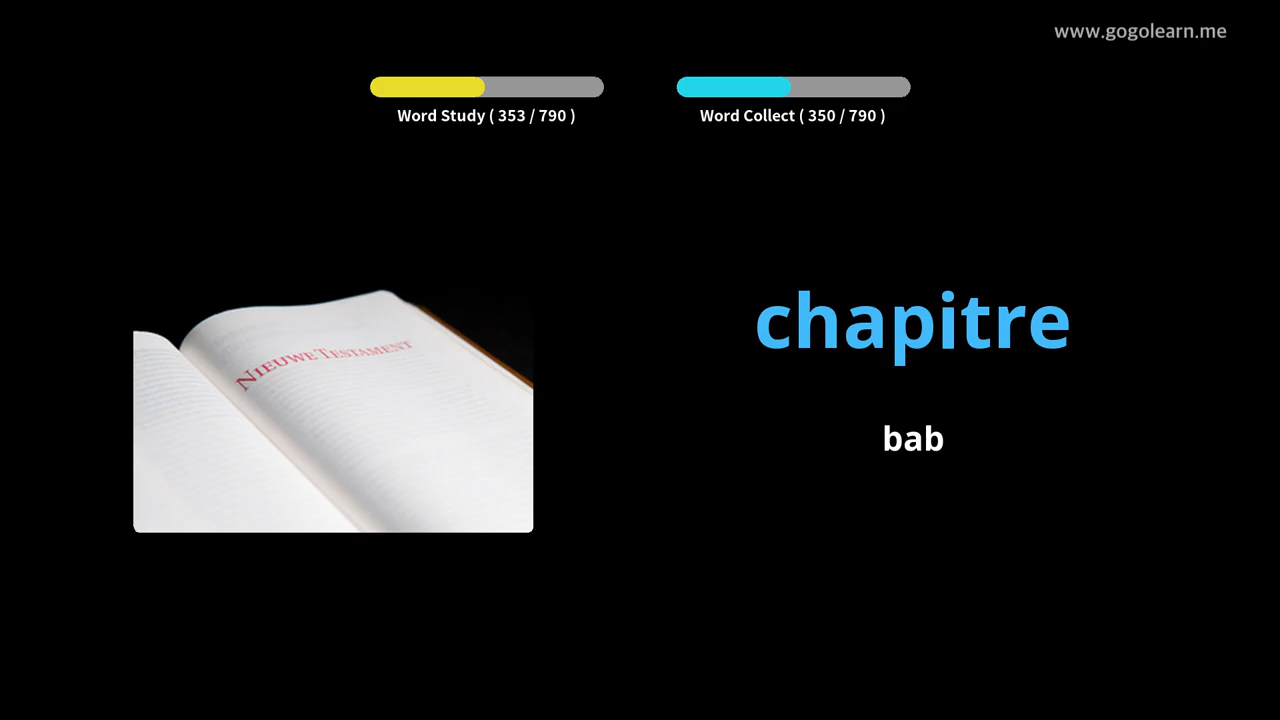 www.gogolearn.me
Word Study ( 353 / 790 )
Word Collect ( 350 / 790 )
NIEUWE TESTAMENT
chapitre
bab